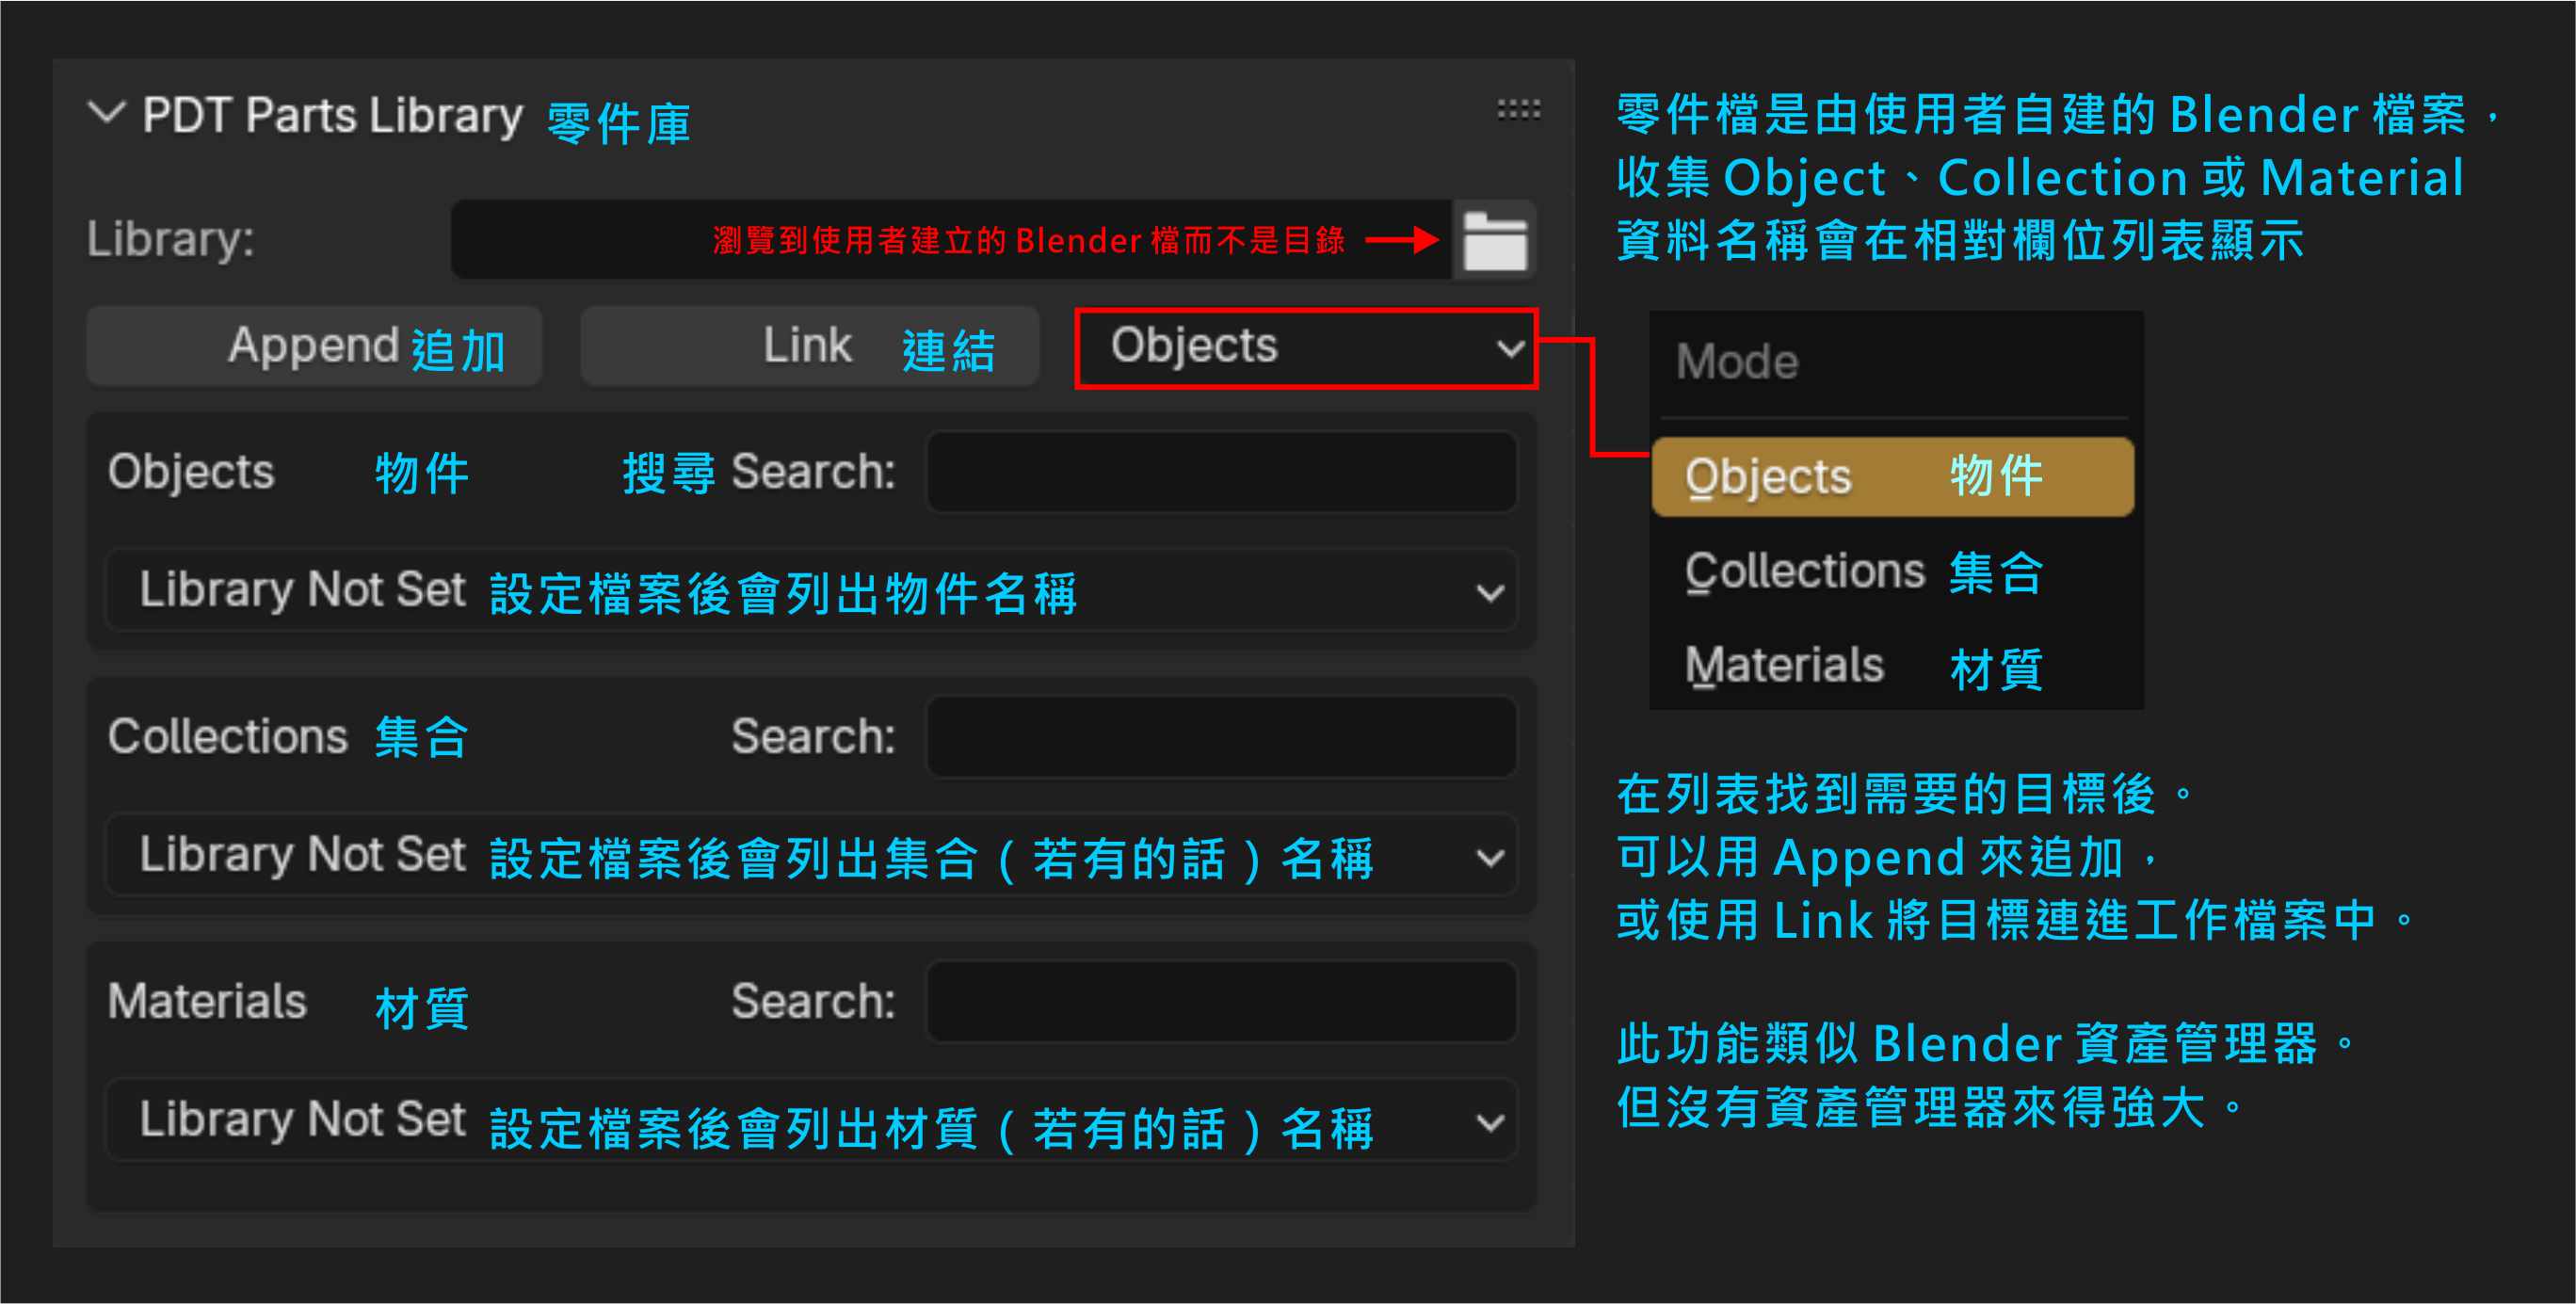 PDT Parts Library 零件庫
Library: 瀏覽到使用者建立的 Blender 檔而不是目錄
Append 追加 Link 連結 Objects
Objects 物件 搜尋 Search:
Library Not Set 設定檔案後會列出物件名稱
Collections 集合 Search:
Library Not Set 設定檔案後會列出集合（若有的話）名稱
Materials 材質 Search:
Library Not Set 設定檔案後會列出材質（若有的話）名稱
零件檔是由使用者自建的 Blender 檔案，
收集 Object、Collection 或 Material
資料名稱會在相對欄位列表顯示
Mode
Objects 物件
Collections 集合
Materials 材質
在列表找到需要的目標後。
可以用 Append 來追加，
或使用 Link 將目標連進工作檔案中。
此功能類似 Blender 資產管理器。
但沒有資產管理器來得強大。